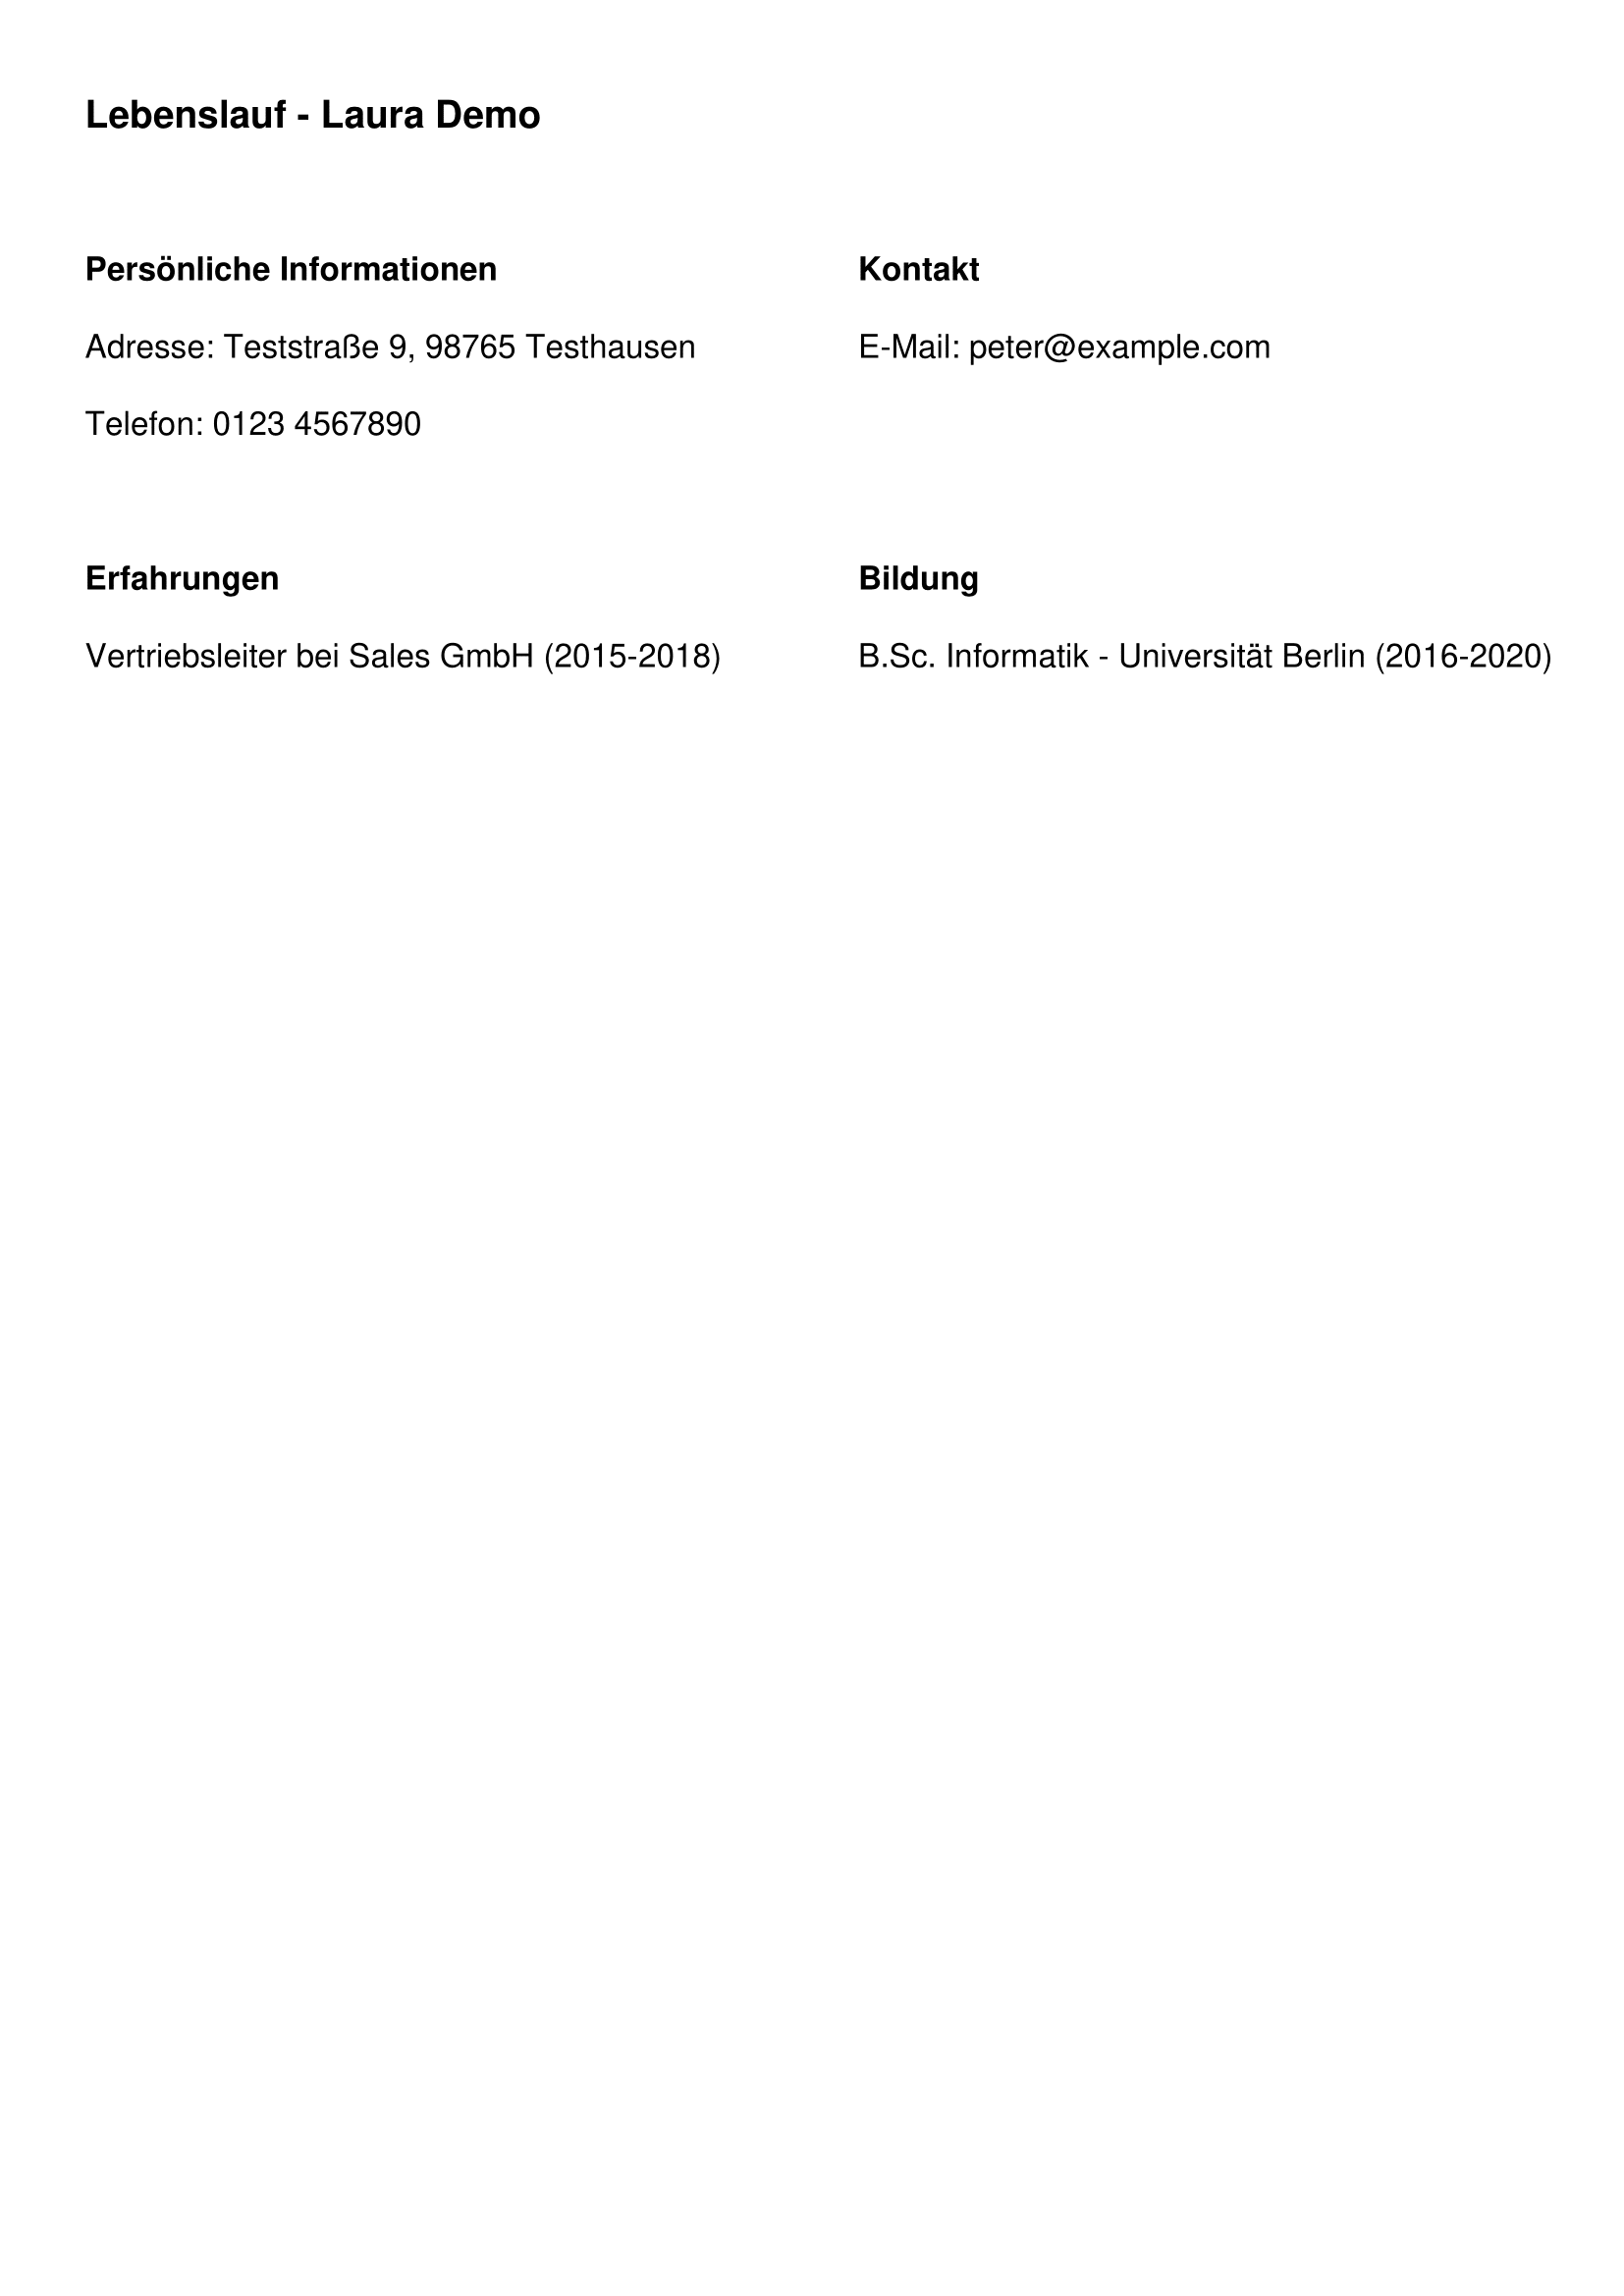 Lebenslauf - Laura Demo
Persönliche Informationen
Adresse: Teststraße 9, 98765 Testhausen
Telefon: 0123 4567890
Kontakt
E-Mail: peter@example.com
Erfahrungen
Vertriebsleiter bei Sales GmbH (2015-2018)
Bildung
B.Sc. Informatik - Universität Berlin (2016-2020)